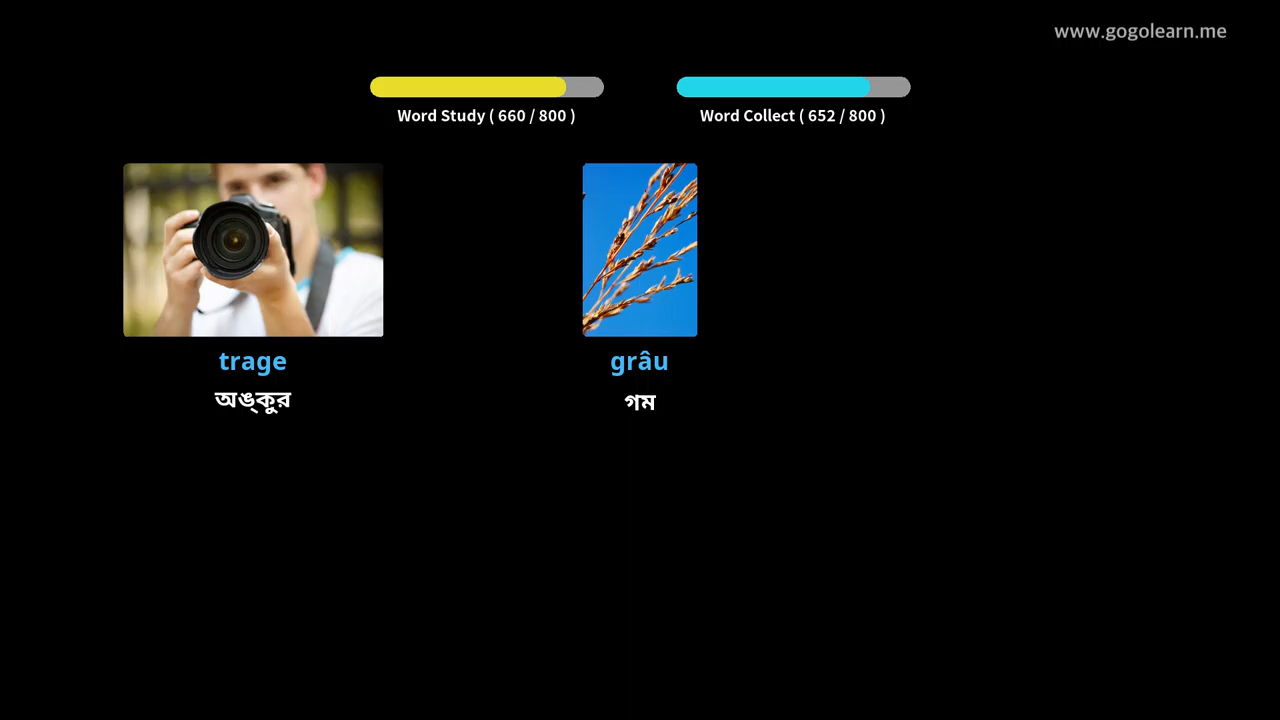 www.gogolearn.me
Word Study ( 660 / 800 )
Word Collect ( 652 / 800 )
trage
grâu
অঙ্কুর
গম